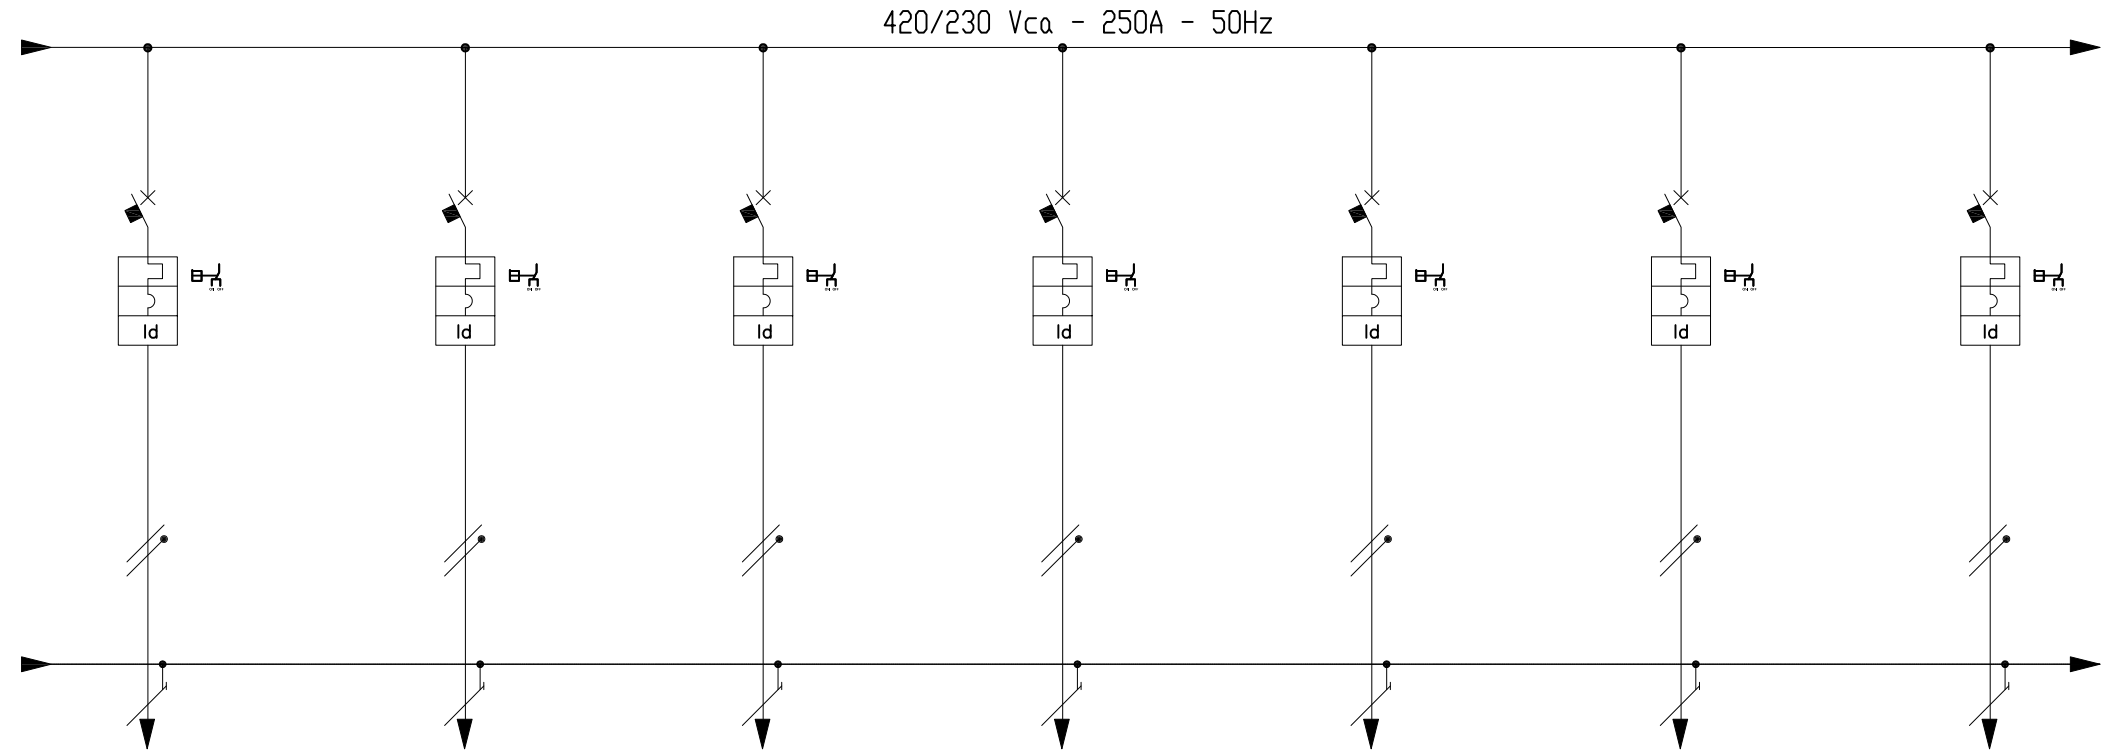 420/230 Vca - 250A - 50Hz
Id Id Id Id Id Id Id